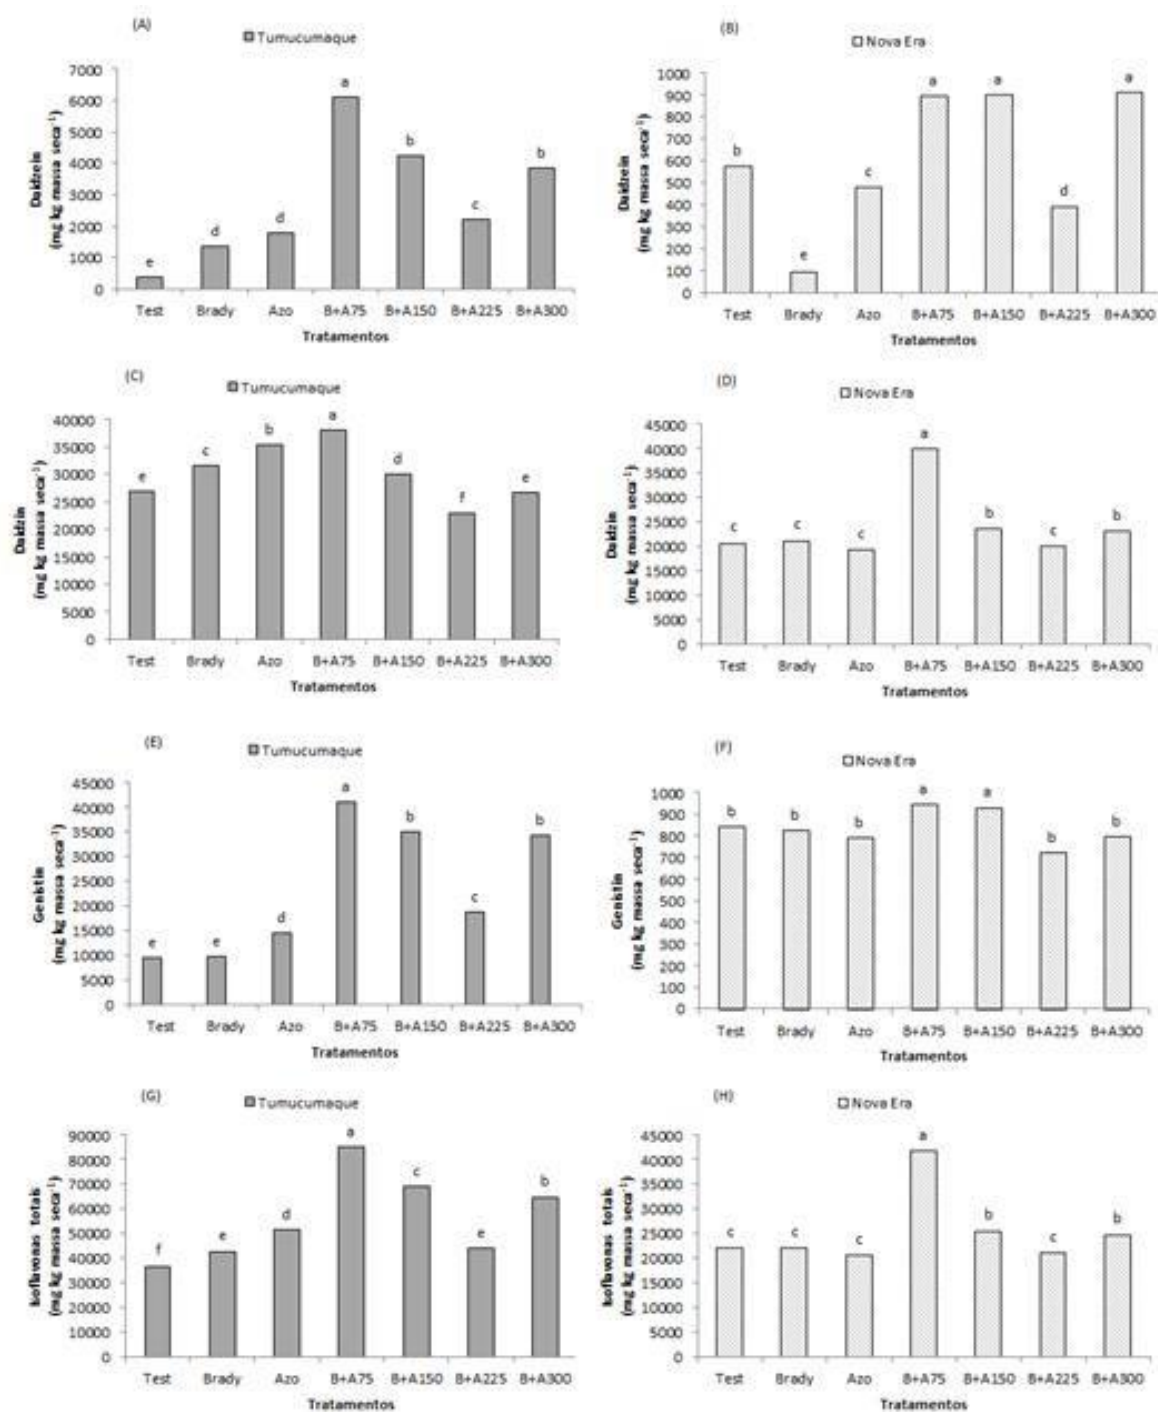 (A)
Tumucumaque
Daidzein
(mg kg massa seca⁻¹)
7000
6000
5000
4000
3000
2000
1000
0
a
b
b
c
d
d
e
Test Brady Azo B+A75 B+A150 B+A225 B+A300
Tratamentos
(B)
Nova Era
Daidzein
(mg kg massa seca⁻¹)
1000
900
800
700
600
500
400
300
200
100
0
a a a
b
c
d
e
Test Brady Azo B+A75 B+A150 B+A225 B+A300
Tratamentos
(C)
Tumucumaque
Daidzin
(mg kg massa seca⁻¹)
40000
35000
30000
25000
20000
15000
10000
5000
0
e c b a d f e
Test Brady Azo B+A75 B+A150 B+A225 B+A300
Tratamentos
(D)
Nova Era
Daidzin
(mg kg massa seca⁻¹)
45000
40000
35000
30000
25000
20000
15000
10000
5000
0
c c c a b c b
Test Brady Azo B+A75 B+A150 B+A225 B+A300
Tratamentos
(E)
Tumucumaque
Genistin
(mg kg massa seca⁻¹)
45000
40000
35000
30000
25000
20000
15000
10000
5000
0
e e d a b c b
Test Brady Azo B+A75 B+A150 B+A225 B+A300
Tratamentos
(F)
Nova Era
Genistin
(mg kg massa seca⁻¹)
1000
900
800
700
600
500
400
300
200
100
0
b b b a a b b
Test Brady Azo B+A75 B+A150 B+A225 B+A300
Tratamentos
(G)
Tumucumaque
Isoflavonas totais
(mg kg massa seca⁻¹)
90000
80000
70000
60000
50000
40000
30000
20000
10000
0
f e d a c e b
Test Brady Azo B+A75 B+A150 B+A225 B+A300
Tratamentos
(H)
Nova Era
Isoflavonas totais
(mg kg massa seca⁻¹)
45000
40000
35000
30000
25000
20000
15000
10000
5000
0
c c c a b c b
Test Brady Azo B+A75 B+A150 B+A225 B+A300
Tratamentos